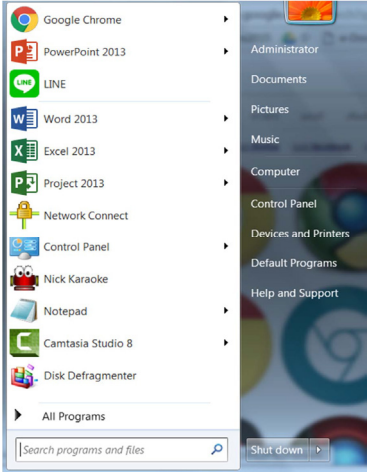 Google Chrome
PowerPoint 2013
LINE
LINE
Word 2013
Excel 2013
Project 2013
Network Connect
Control Panel
Nick Karaoke
Notepad
Camtasia Studio 8
Disk Defragmenter
All Programs
Search programs and files
Administrator
Documents
Pictures
Music
Computer
Control Panel
Devices and Printers
Default Programs
Help and Support
Shut down